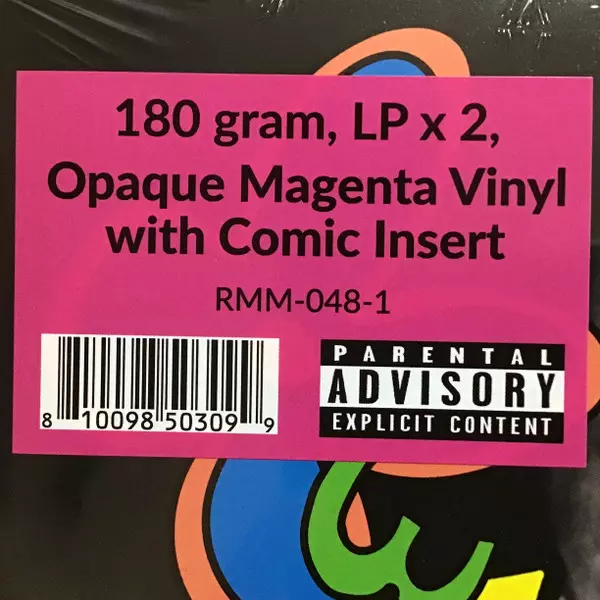 180 gram, LP x 2,
Opaque Magenta Vinyl
with Comic Insert
RMM-048-1
8 10098 50309 9
PARENTAL
ADVISORY
EXPLICIT CONTENT